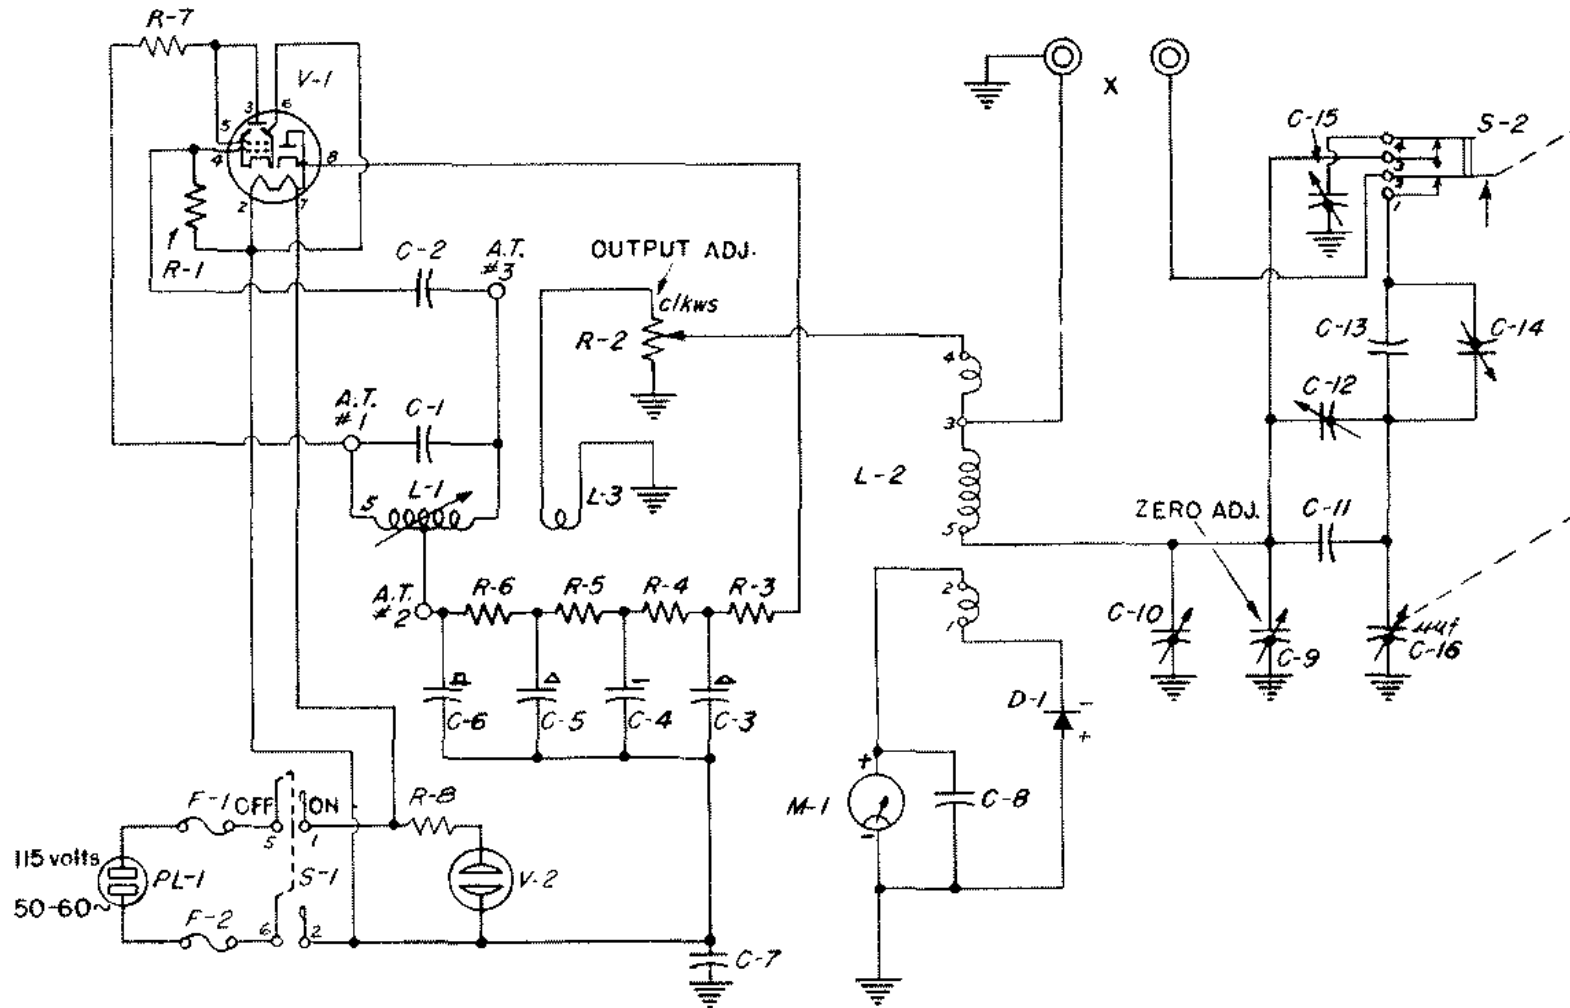 R-7
V-1
3
6
5
4
8
2
7
R-1
C-2
A.T.
#3
OUTPUT ADJ.
c/kws
R-2
X
C-15
S-2
4
3
2
1
4
3
L-2
5
C-13
C-14
C-12
ZERO ADJ.
C-11
A.T.
#1
C-1
5
L-1
L-3
A.T.
#2
R-6
R-5
R-4
R-3
2
1
C-10
C-9
μμf
C-16
C-6
C-5
C-4
C-3
D-1
-
+
+
M-1
-
C-8
F-1
OFF
ON
R-8
5
1
115 volts
50-60~
PL-1
S-1
V-2
F-2
6
2
C-7